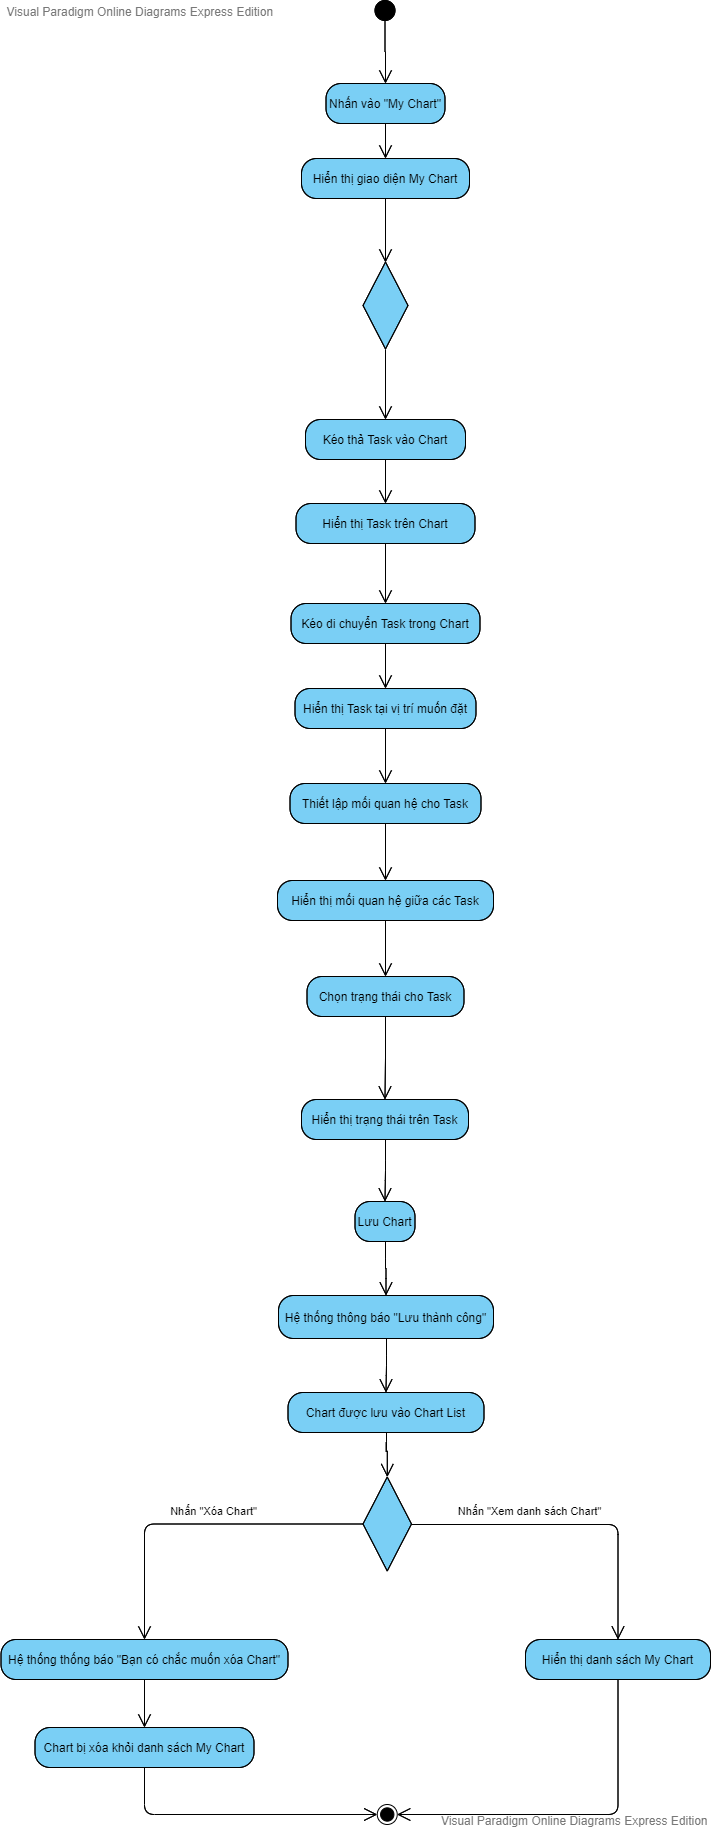 Visual Paradigm Online Diagrams Express Edition
Nhấn vào "My Chart"
Hiển thị giao diện My Chart
Kéo thả Task vào Chart
Hiển thị Task trên Chart
Kéo di chuyển Task trong Chart
Hiển thị Task tại vị trí muốn đặt
Thiết lập mối quan hệ cho Task
Hiển thị mối quan hệ giữa các Task
Chọn trạng thái cho Task
Hiển thị trạng thái trên Task
Lưu Chart
Hệ thống thông báo "Lưu thành công"
Chart được lưu vào Chart List
Nhấn "Xóa Chart"
Nhấn "Xem danh sách Chart"
Hệ thống thống báo "Bạn có chắc muốn xóa Chart"
Hiển thị danh sách My Chart
Chart bị xóa khỏi danh sách My Chart
Visual Paradigm Online Diagrams Express Edition